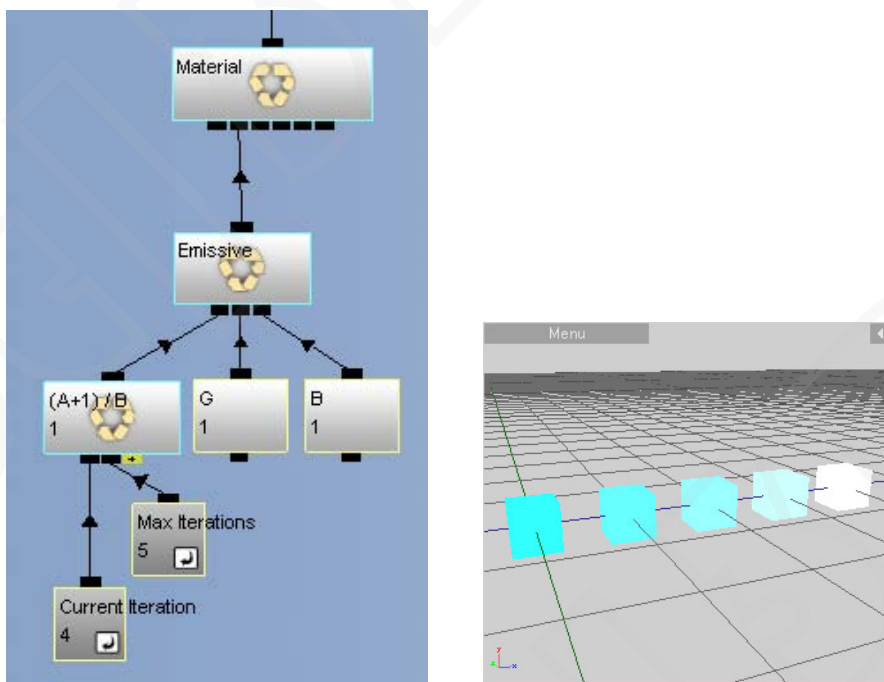 Material
Emissive
(A+1) / B
1
G
1
B
1
Max Iterations
5
Current Iteration
4
Menu
y
x